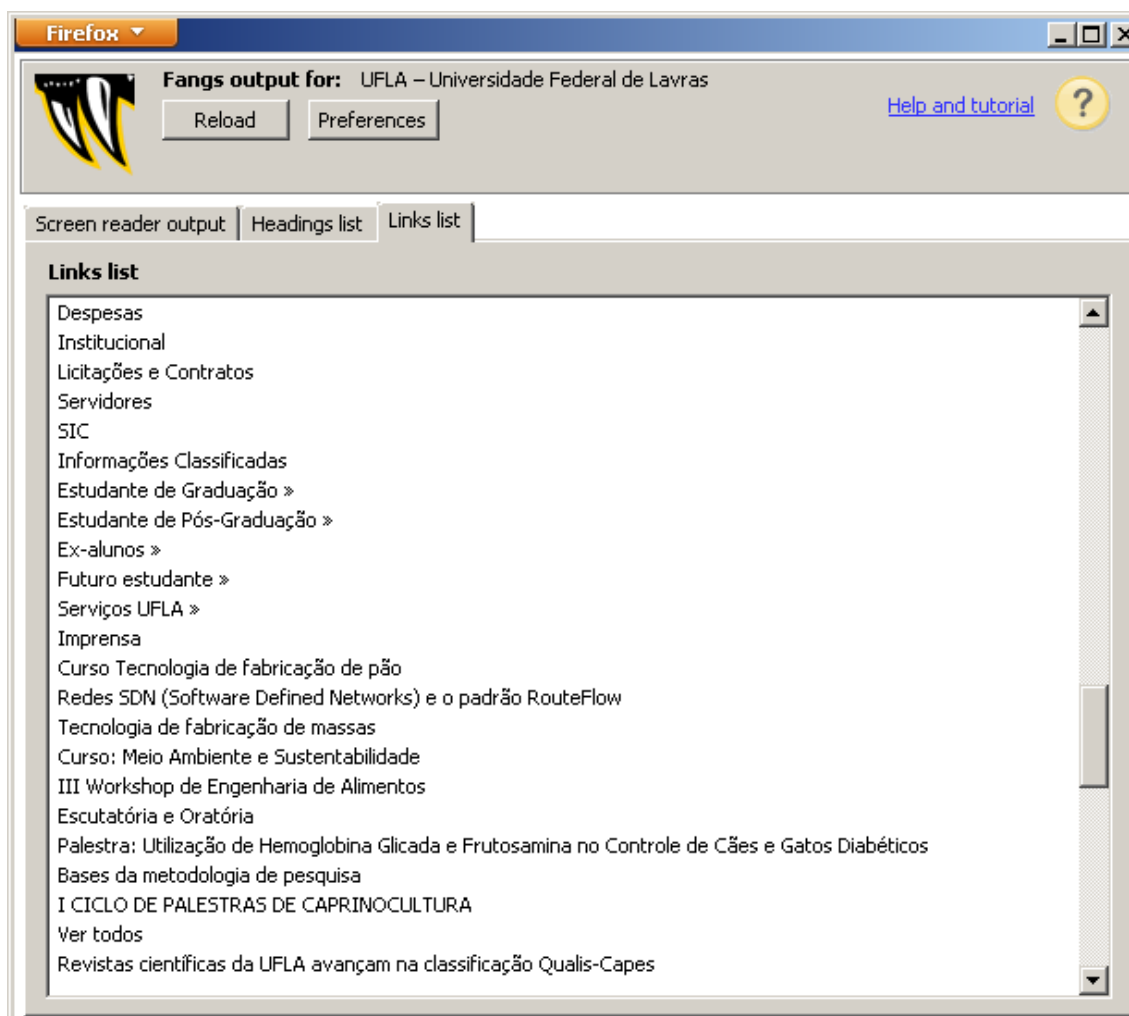 Firefox
Fangs output for: UFLA – Universidade Federal de Lavras
Reload Preferences Help and tutorial ?
Screen reader output Headings list Links list
Links list
Despesas
Institucional
Licitações e Contratos
Servidores
SIC
Informações Classificadas
Estudante de Graduação »
Estudante de Pós-Graduação »
Ex-alunos »
Futuro estudante »
Serviços UFLA »
Imprensa
Curso Tecnologia de fabricação de pão
Redes SDN (Software Defined Networks) e o padrão RouteFlow
Tecnologia de fabricação de massas
Curso: Meio Ambiente e Sustentabilidade
III Workshop de Engenharia de Alimentos
Escutatória e Oratória
Palestra: Utilização de Hemoglobina Glicada e Frutosamina no Controle de Cães e Gatos Diabéticos
Bases da metodologia de pesquisa
I CICLO DE PALESTRAS DE CAPRINOCULTURA
Ver todos
Revistas científicas da UFLA avançam na classificação Qualis-Capes